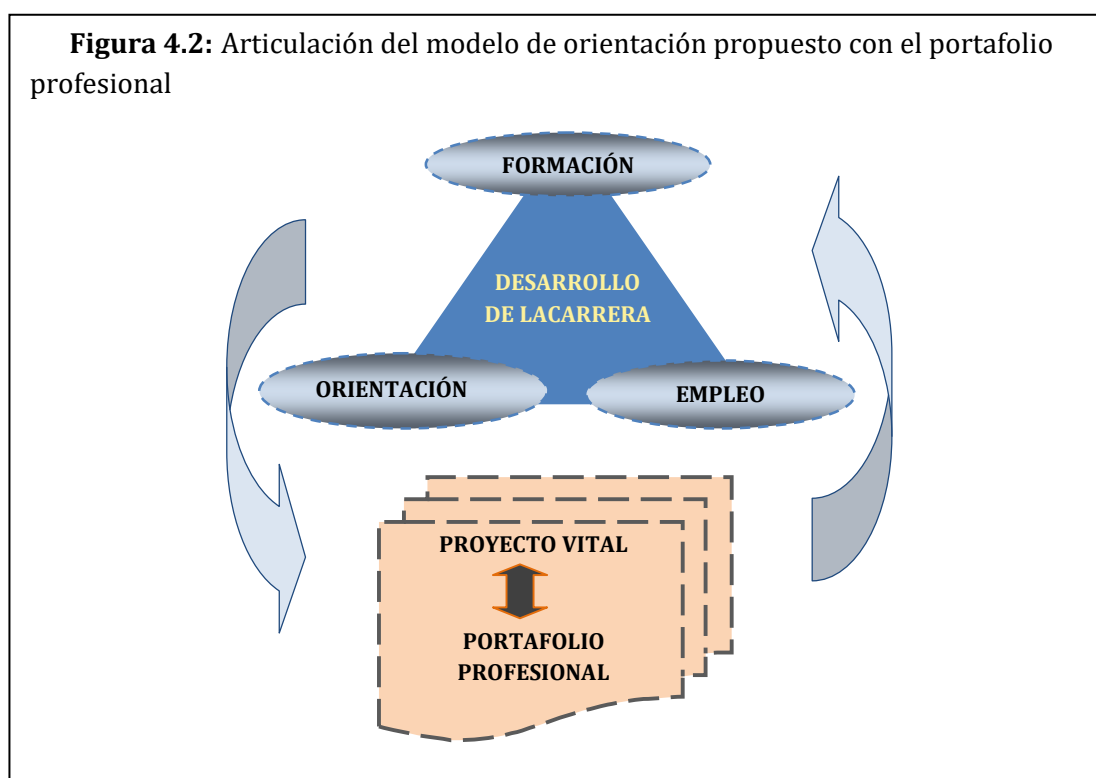 Figura 4.2: Articulación del modelo de orientación propuesto con el portafolio
profesional
FORMACIÓN
DESARROLLO
DE LACARRERA
ORIENTACIÓN
EMPLEO
PROYECTO VITAL
PORTAFOLIO
PROFESIONAL